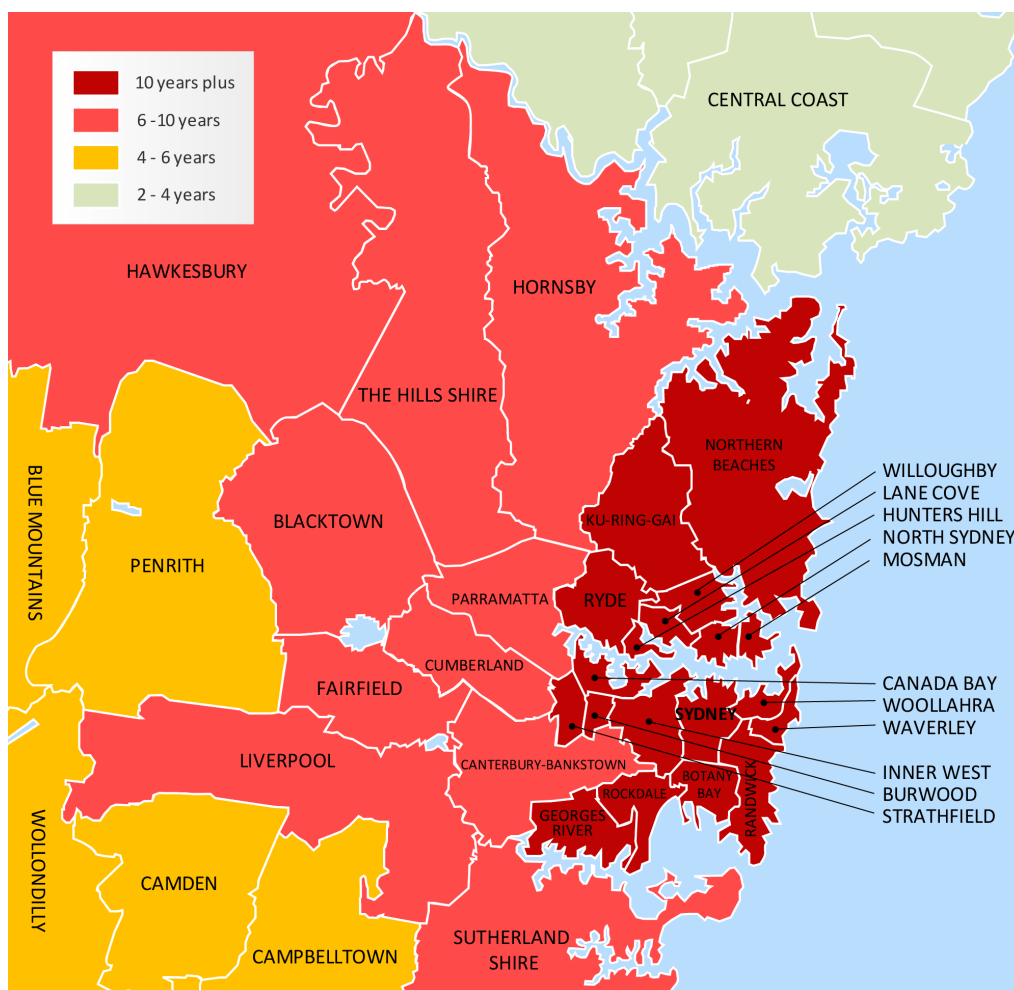 10 years plus
6 -10 years
4 - 6 years
2 - 4 years
CENTRAL COAST
HAWKESBURY
HORNSBY
THE HILLS SHIRE
NORTHERN
BEACHES
BLUE MOUNTAINS
BLACKTOWN
KU-RING-GAI
WILLOUGHBY
LANE COVE
HUNTERS HILL
NORTH SYDNEY
MOSMAN
PENRITH
PARRAMATTA
RYDE
CUMBERLAND
FAIRFIELD
CANADA BAY
WOOLLAHRA
WAVERLEY
SYDNEY
LIVERPOOL
CANTERBURY-BANKSTOWN
INNER WEST
BURWOOD
STRATHFIELD
BOTANY
BAY
ROCKDALE
RANDWICK
GEORGES
RIVER
WOLLONDILLY
CAMDEN
CAMPBELLTOWN
SUTHERLAND
SHIRE